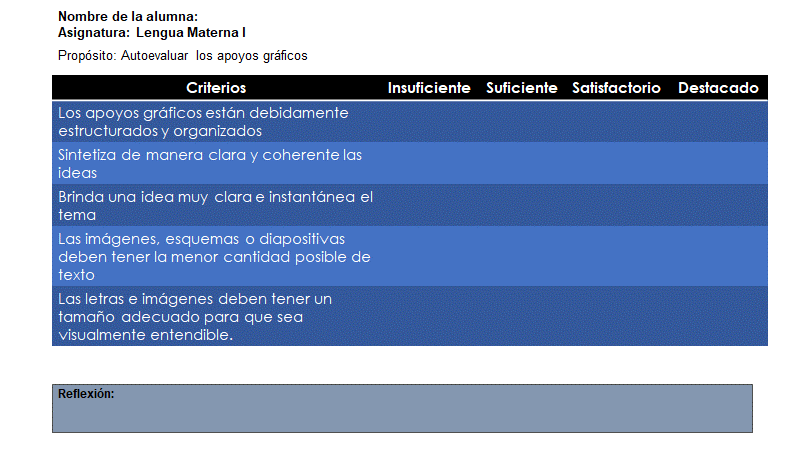 Nombre de la alumna:
Asignatura: Lengua Materna I
Propósito: Autoevaluar los apoyos gráficos
Criterios Insuficiente Suficiente Satisfactorio Destacado
Los apoyos gráficos están debidamente
estructurados y organizados
Sintetiza de manera clara y coherente las
ideas
Brinda una idea muy clara e instantánea el
tema
Las imágenes, esquemas o diapositivas
deben tener la menor cantidad posible de
texto
Las letras e imágenes deben tener un
tamaño adecuado para que sea
visualmente entendible.
Reflexión: